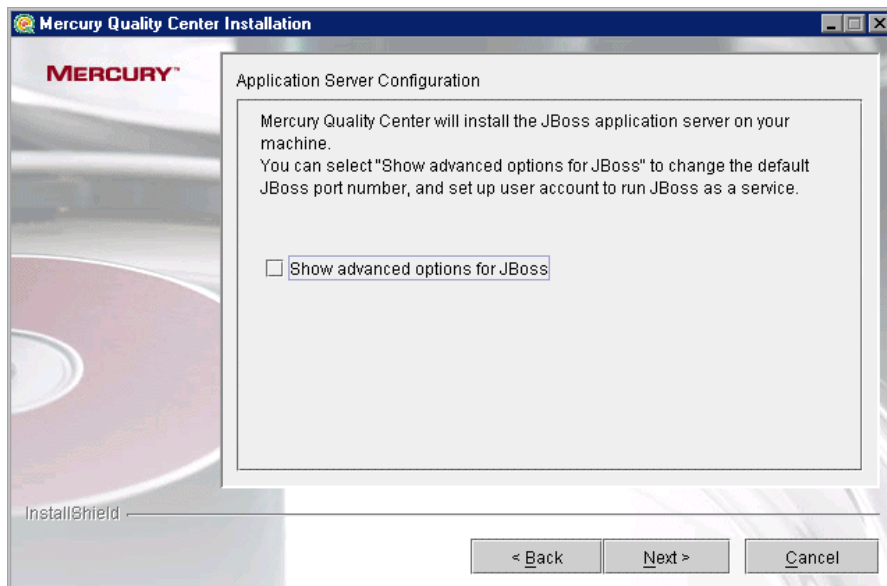 Mercury Quality Center Installation
MERCURY™
Application Server Configuration
Mercury Quality Center will install the JBoss application server on your
machine.
You can select "Show advanced options for JBoss" to change the default
JBoss port number, and set up user account to run JBoss as a service.
Show advanced options for JBoss
InstallShield
< Back
Next >
Cancel